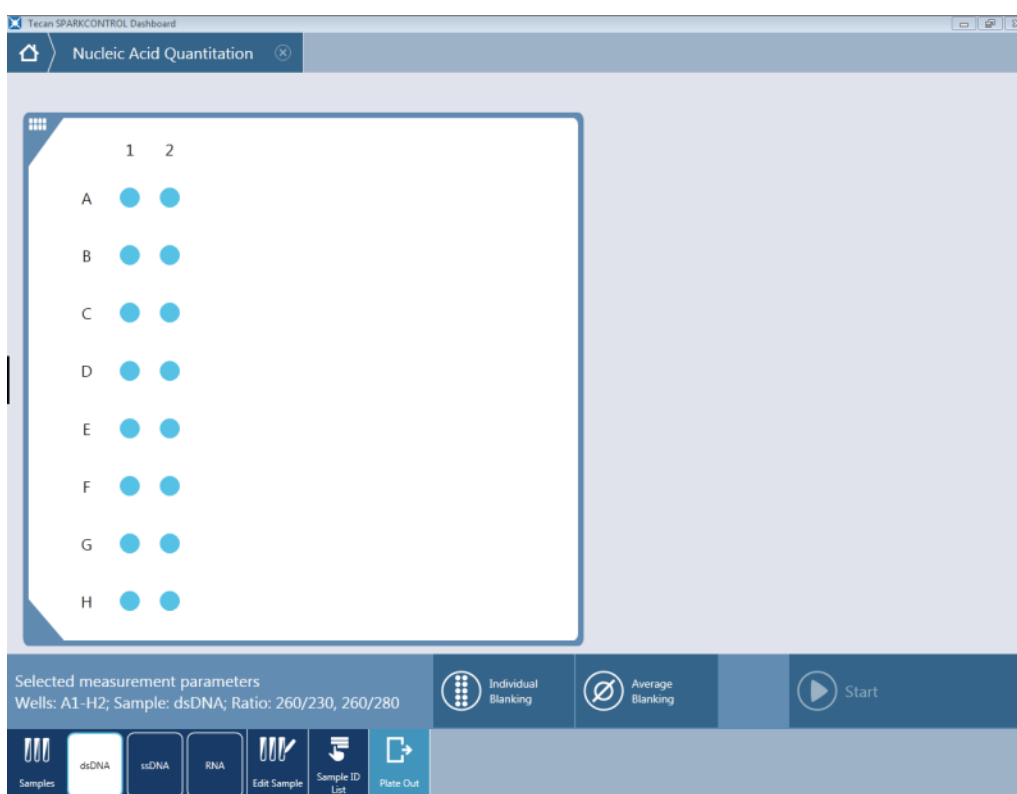 Tecan SPARKCONTROL Dashboard
Nucleic Acid Quantitation
1 2
A
B
C
D
E
F
G
H
Selected measurement parameters
Wells: A1-H2; Sample: dsDNA; Ratio: 260/230, 260/280
Individual
Blanking
Average
Blanking
Start
Samples
dsDNA
ssDNA
RNA
Edit Sample
Sample ID
List
Plate Out